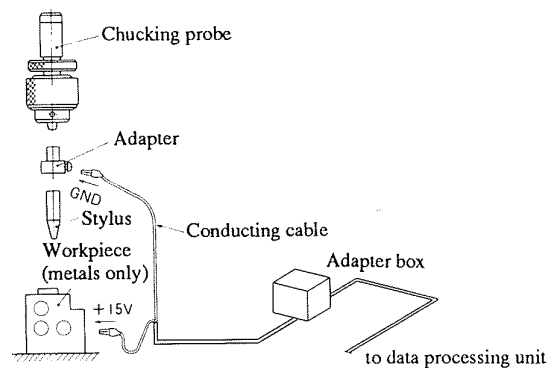 Chucking probe
Adapter
GND
Stylus
Conducting cable
Workpiece
(metals only)
Adapter box
+15V
to data processing unit